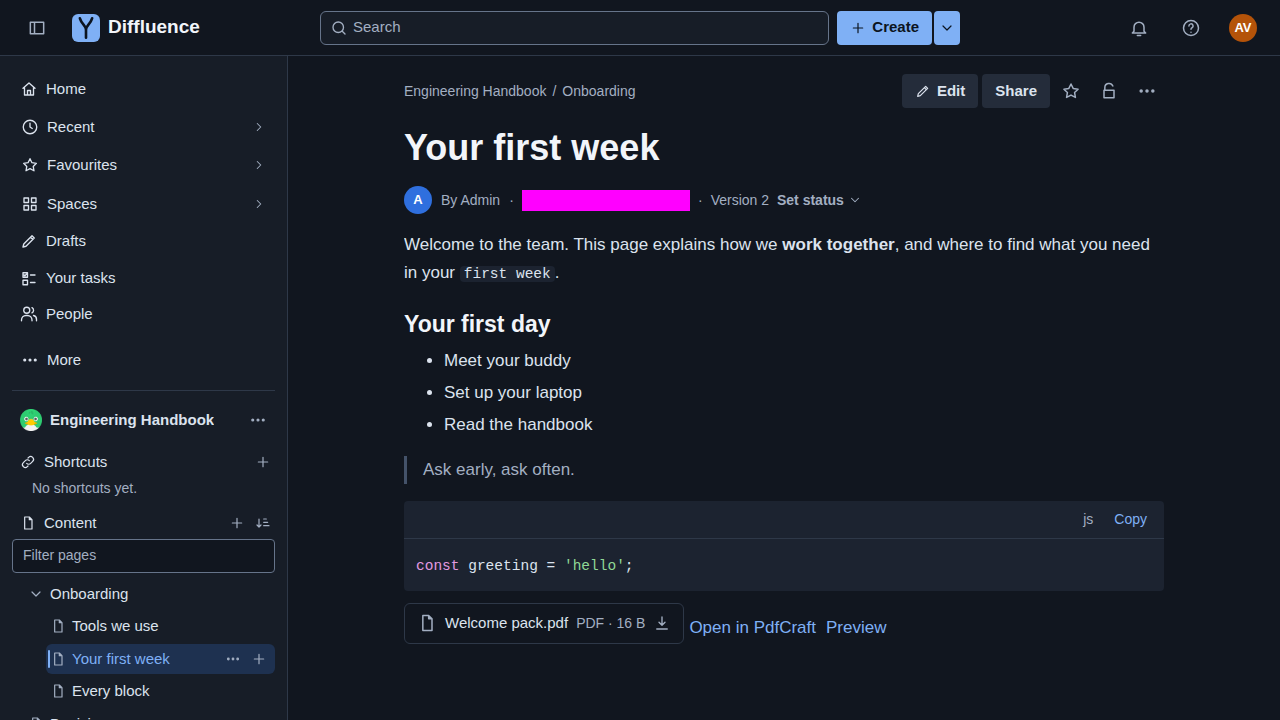 Diffluence
Search
Create
AV
Home
Recent
Favourites
Spaces
Drafts
Your tasks
People
More
Engineering Handbook
Shortcuts
No shortcuts yet.
Content
Filter pages
Onboarding
Tools we use
Your first week
Every block
Engineering Handbook / Onboarding
Edit
Share
Your first week
A By Admin · · Version 2 Set status
Welcome to the team. This page explains how we work together, and where to find what you need
in your first week.
Your first day
• Meet your buddy
• Set up your laptop
• Read the handbook
Ask early, ask often.
js Copy
const greeting = 'hello';
Welcome pack.pdf PDF · 16 B Open in PdfCraft Preview